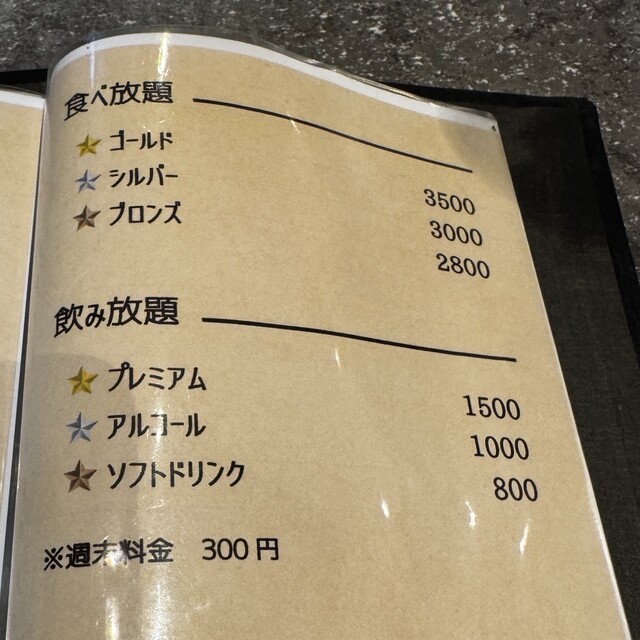 食べ放題
ゴールド 3500
シルバー 3000
ブロンズ 2800
飲み放題
プレミアム 1500
アルコール 1000
ソフトドリンク 800
※週末料金 300円